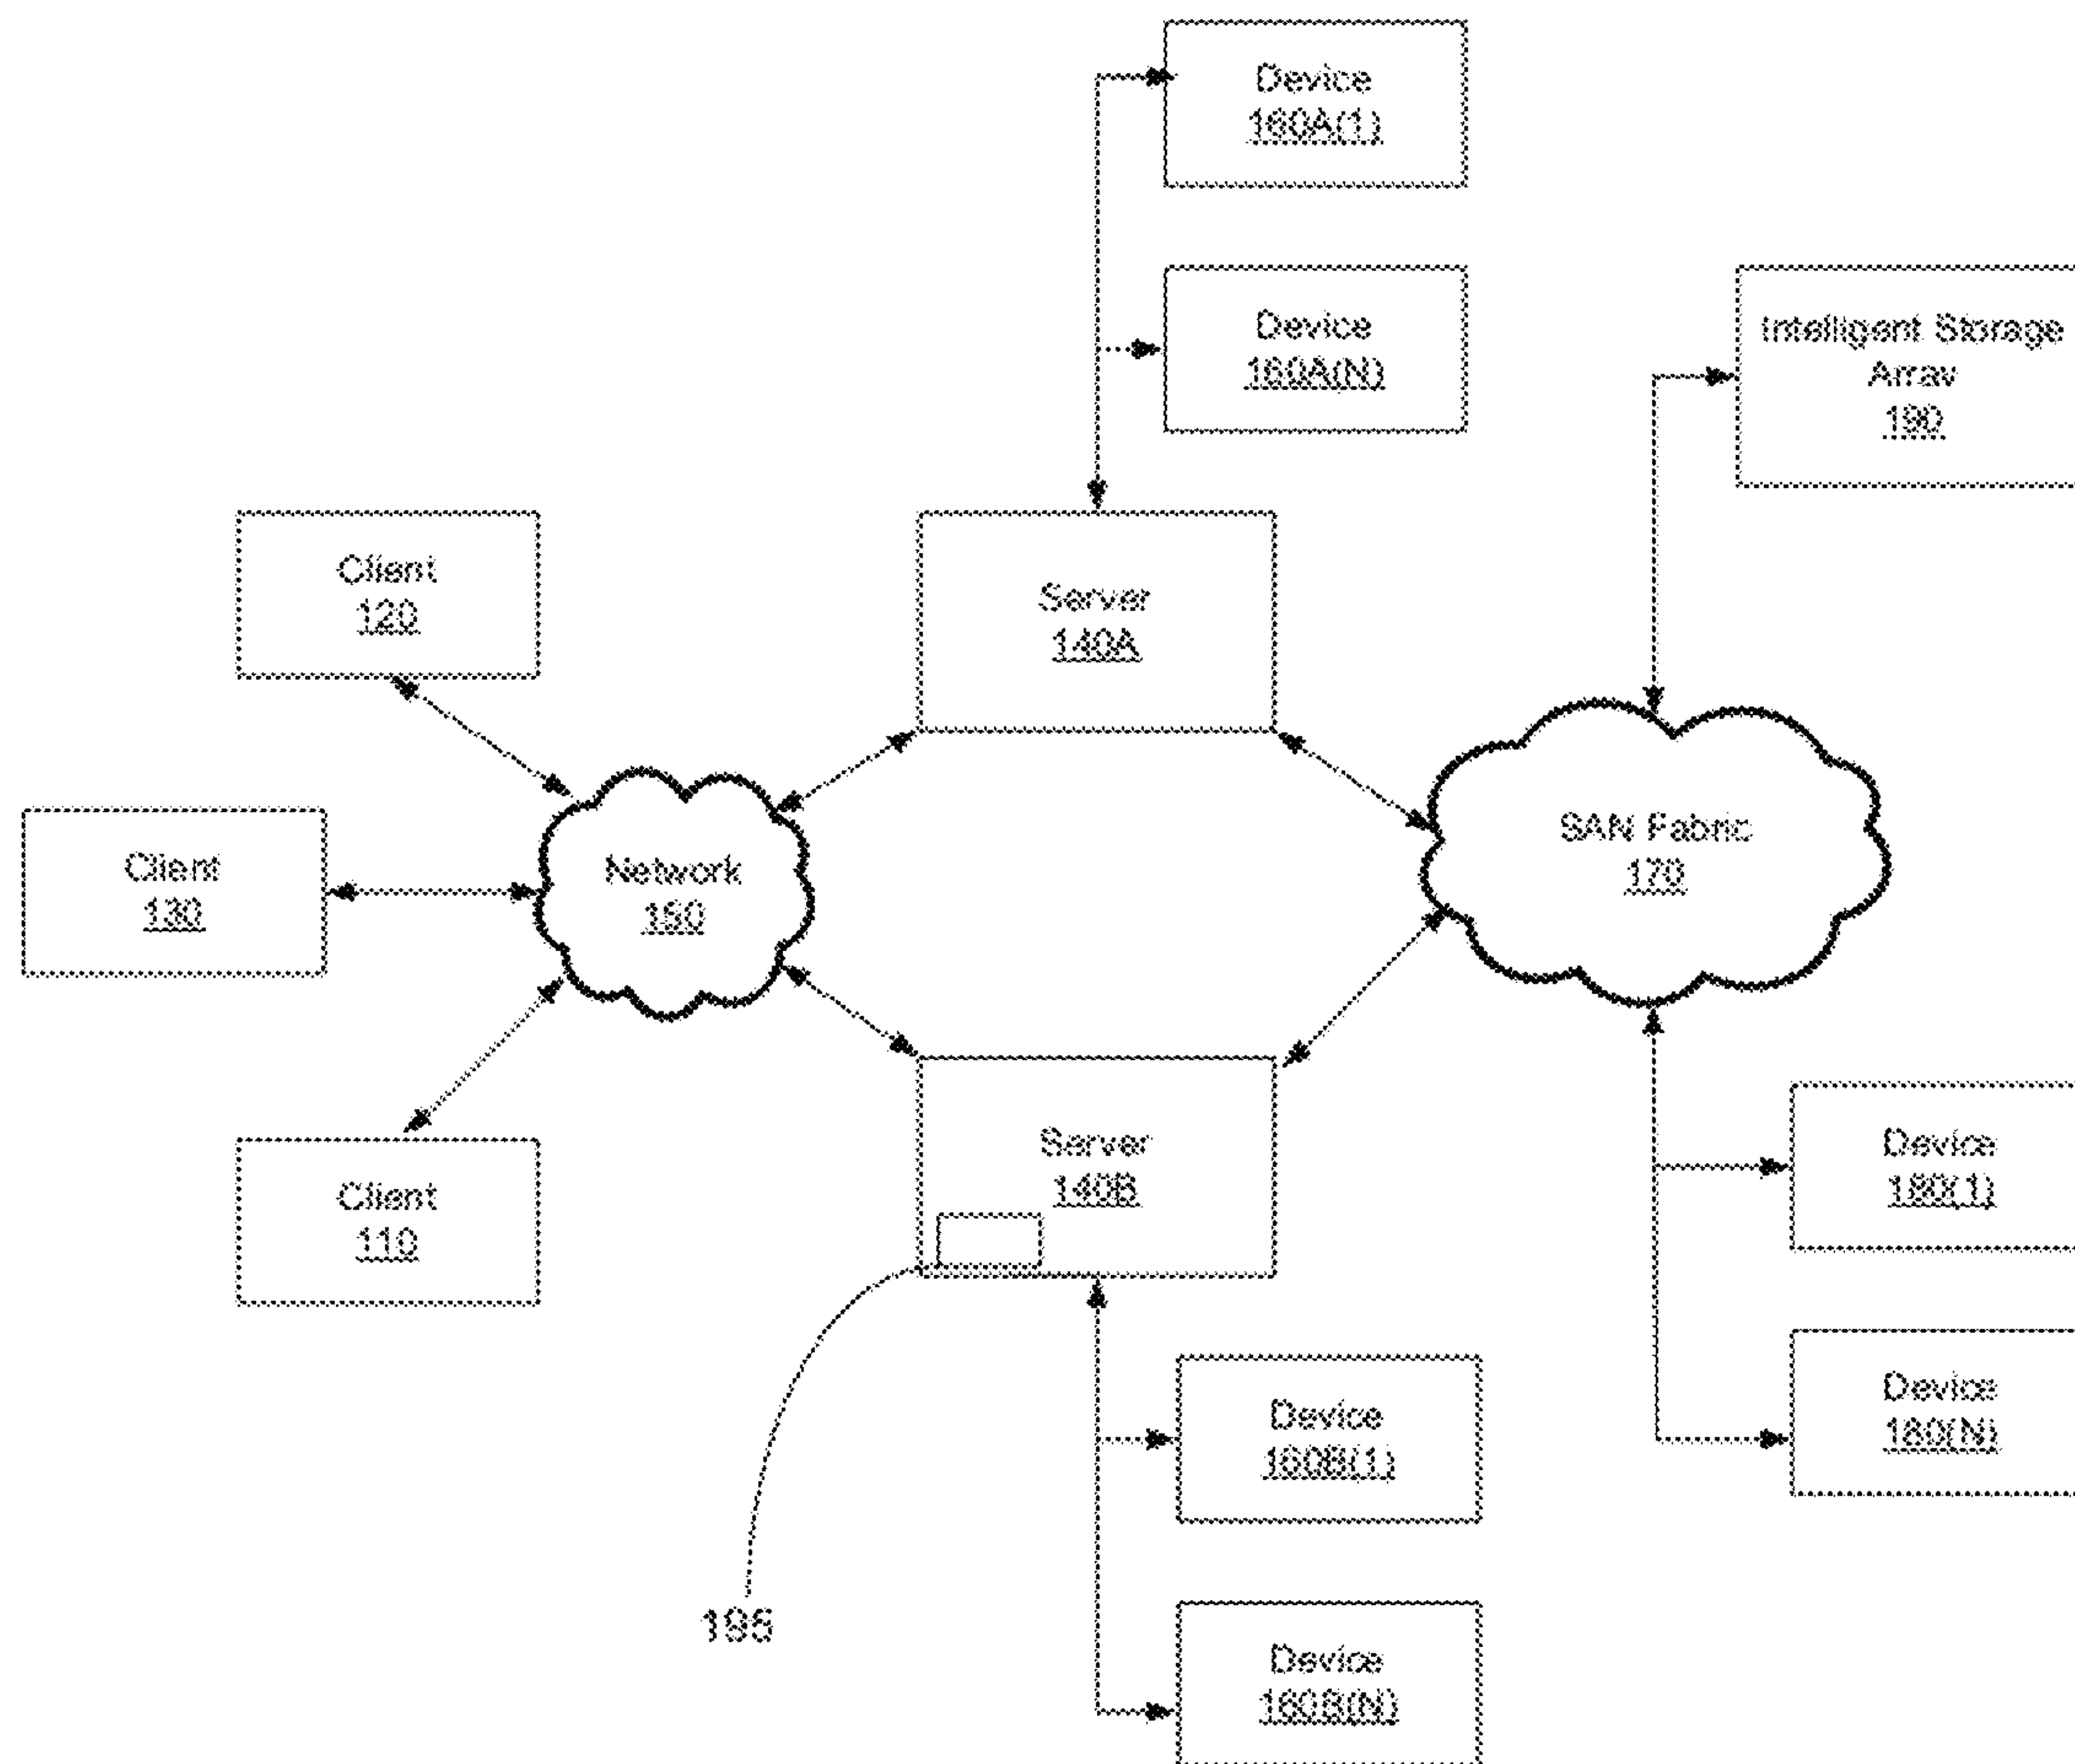 Device
160A(1)
Device
160A(N)
Intelligent Storage
Array
190
Client
120
Server
140A
Client
130
Network
150
SAN Fabric
170
Client
110
Server
140B
Device
180(1)
Device
180(N)
Device
160B(1)
195
Device
160B(N)